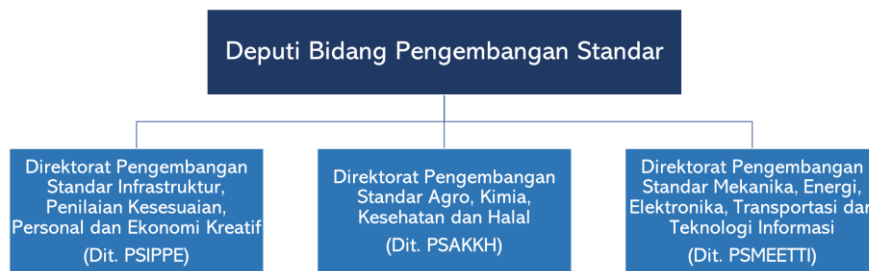 Deputi Bidang Pengembangan Standar
Direktorat Pengembangan
Standar Infrastruktur,
Penilaian Kesesuaian,
Personal dan Ekonomi Kreatif
(Dit. PSIPPE)
Direktorat Pengembangan
Standar Agro, Kimia,
Kesehatan dan Halal
(Dit. PSAKKH)
Direktorat Pengembangan
Standar Mekanika, Energi,
Elektronika, Transportasi dan
Teknologi Informasi
(Dit. PSMEETTI)